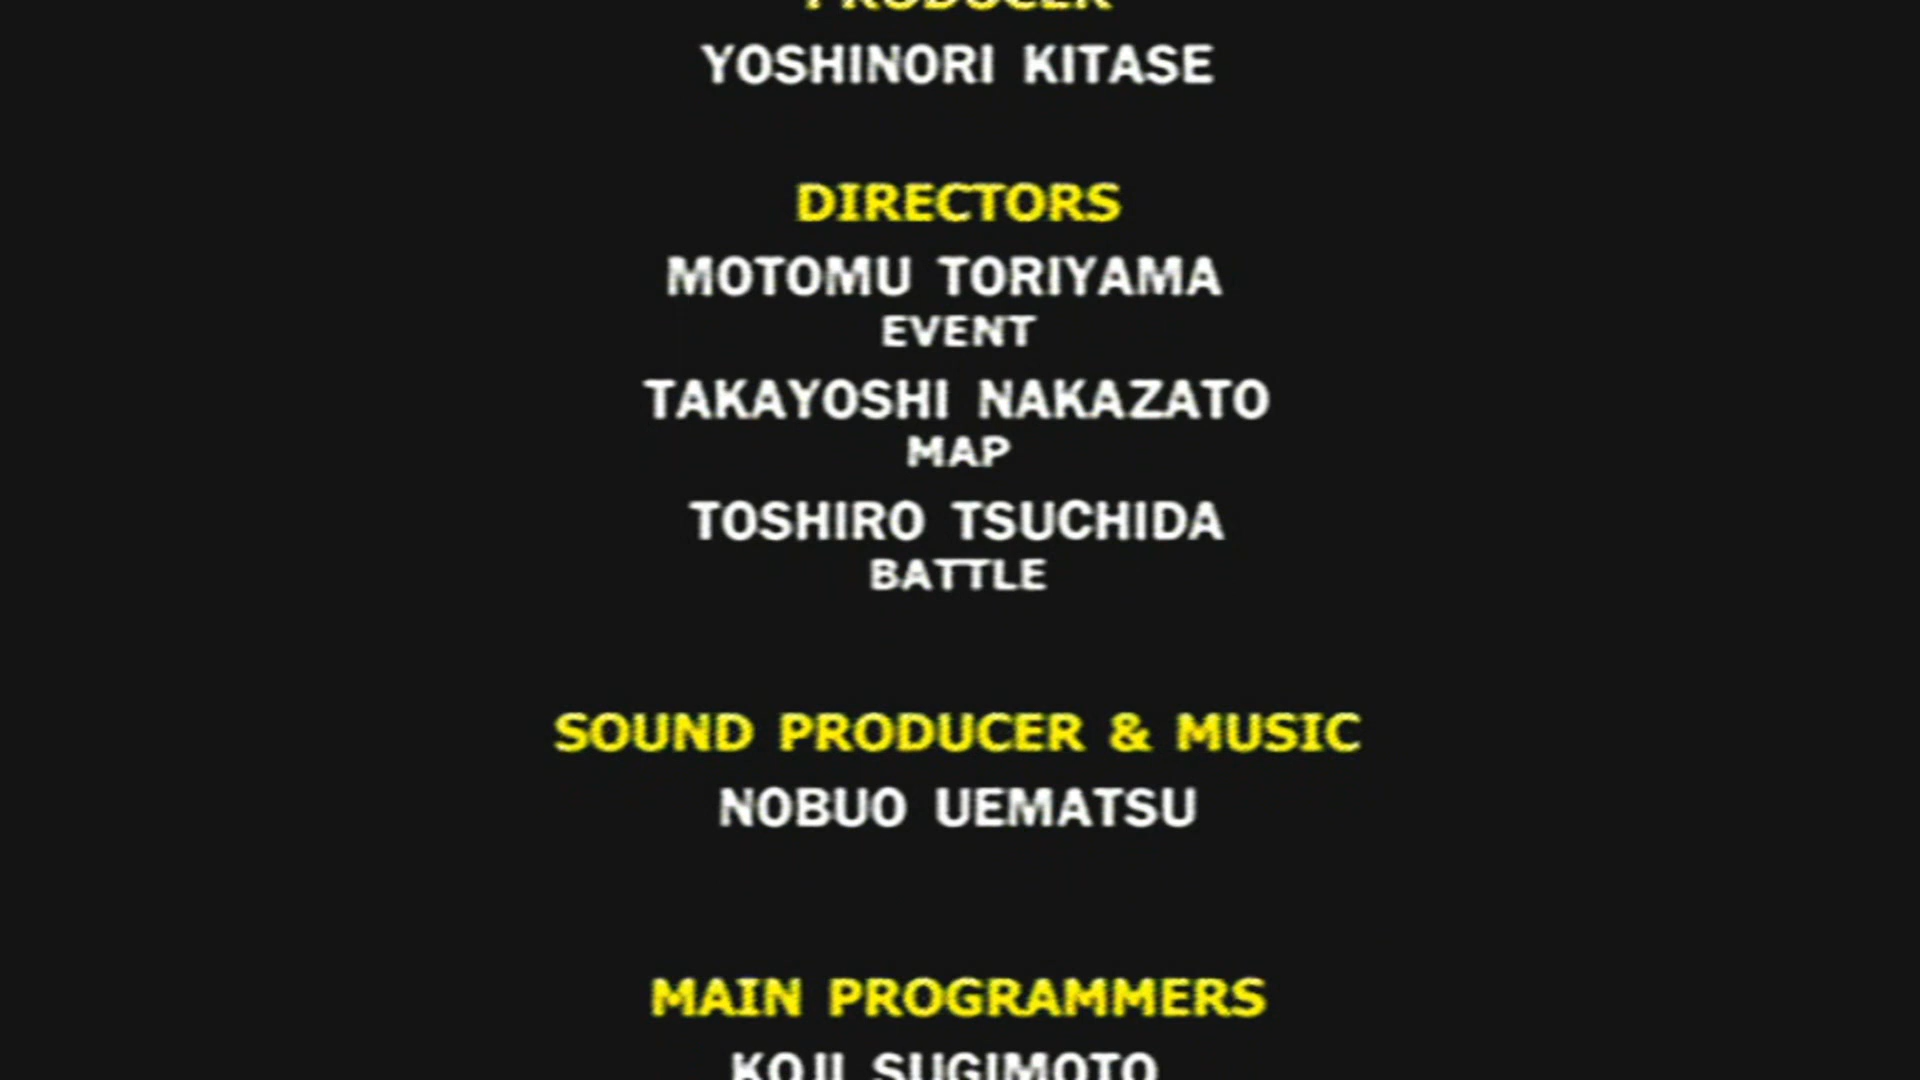 PRODUCER
YOSHINORI KITASE
DIRECTORS
MOTOMU TORIYAMA
EVENT
TAKAYOSHI NAKAZATO
MAP
TOSHIRO TSUCHIDA
BATTLE
SOUND PRODUCER & MUSIC
NOBUO UEMATSU
MAIN PROGRAMMERS
KOJI SUGIMOTO